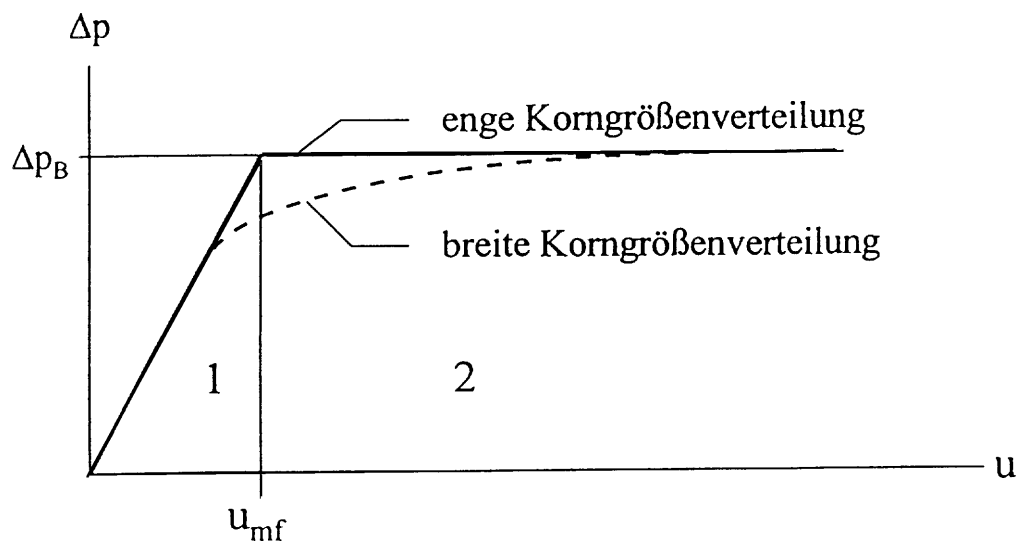 Δp
enge Korngrößenverteilung
Δp_B
breite Korngrößenverteilung
1
2
u
u_mf